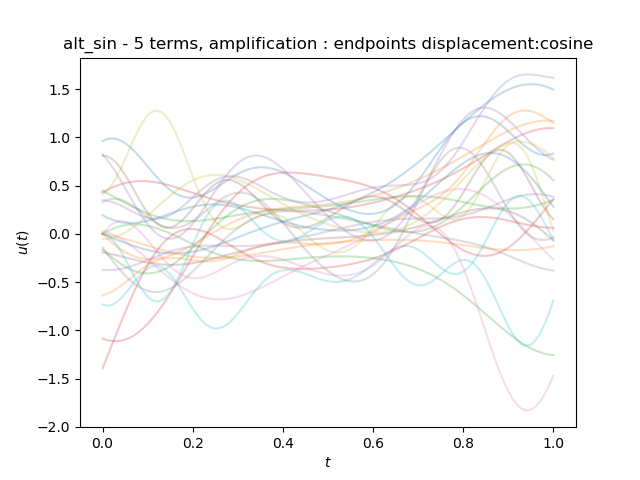 alt_sin - 5 terms, amplification : endpoints displacement:cosine
1.5
1.0
0.5
0.0
−0.5
−1.0
−1.5
−2.0
u(t)
0.0 0.2 0.4 0.6 0.8 1.0
t